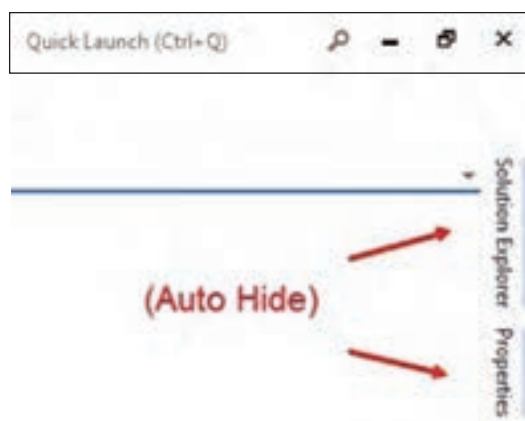 Quick Launch (Ctrl+Q)
Solution Explorer
(Auto Hide)
Properties